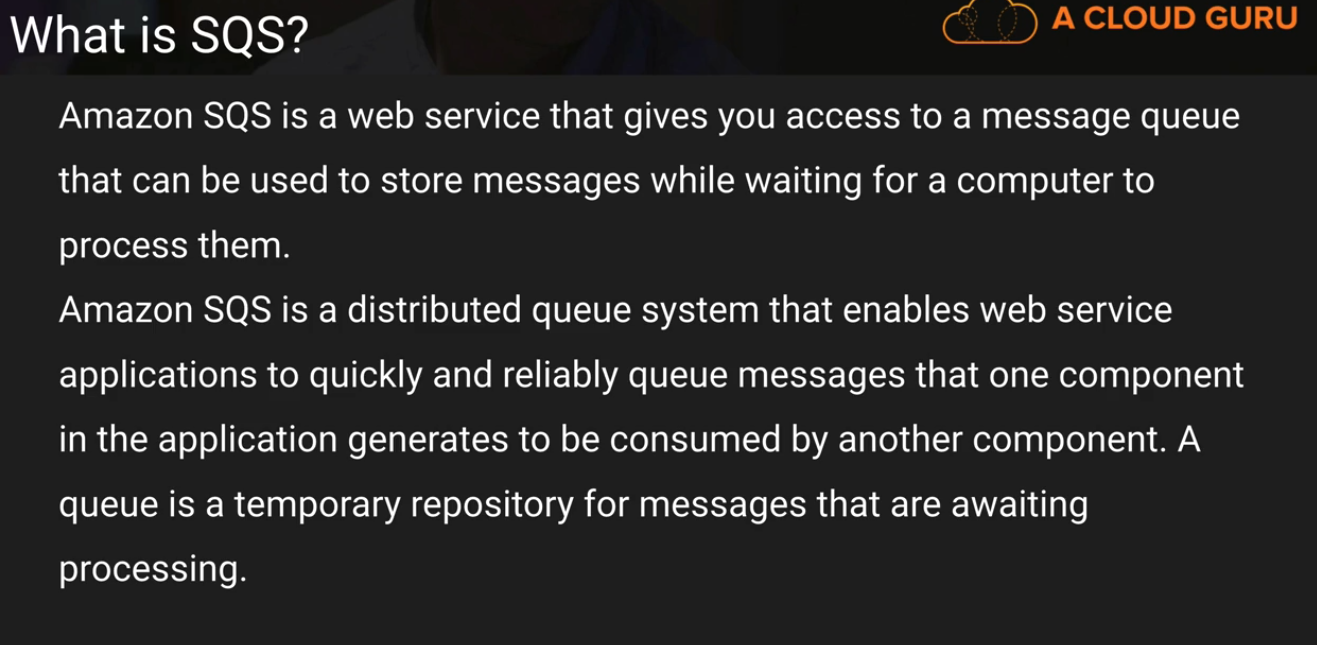 What is SQS?
A CLOUD GURU
Amazon SQS is a web service that gives you access to a message queue
that can be used to store messages while waiting for a computer to
process them.
Amazon SQS is a distributed queue system that enables web service
applications to quickly and reliably queue messages that one component
in the application generates to be consumed by another component. A
queue is a temporary repository for messages that are awaiting
processing.